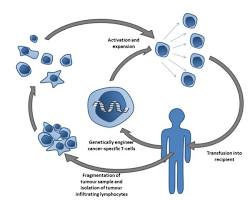 Activation and
expansion
Genetically engineer
cancer-specific T-cells
Transfusion into
recipient
Fragmentation of
tumour sample and
isolation of tumour
infiltrating lymphocytes